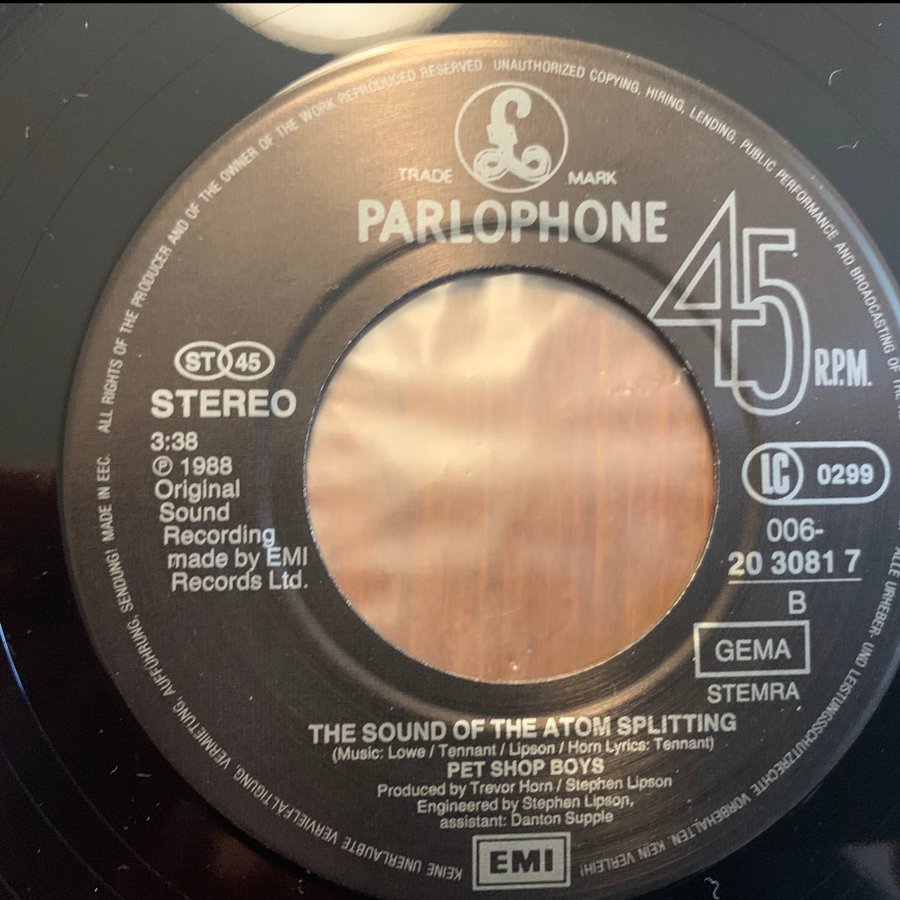 ALL RIGHTS OF THE PRODUCER AND OF THE OWNER OF THE WORK REPRODUCED RESERVED. UNAUTHORIZED COPYING, HIRING, LENDING, PUBLIC PERFORMANCE AND BROADCASTING OF THE
£
TRADE MARK
PARLOPHONE
45 R.P.M.
ST 45
STEREO
3:38
℗ 1988
Original
Sound
Recording
made by EMI
Records Ltd.
LC 0299
006-
20 3081 7
B
GEMA
STEMRA
THE SOUND OF THE ATOM SPLITTING
(Music: Lowe / Tennant / Lipson / Horn Lyrics: Tennant)
PET SHOP BOYS
Produced by Trevor Horn / Stephen Lipson
Engineered by Stephen Lipson,
assistant: Danton Supple
EMI
ALLE URHEBER- UND LEISTUNGSSCHUTZRECHTE VORBEHALTEN. KEIN VERLEIH!
KEINE UNERLAUBTE VERVIELFÄLTIGUNG, VERMIETUNG, AUFFÜHRUNG, SENDUNG! MADE IN EEC.